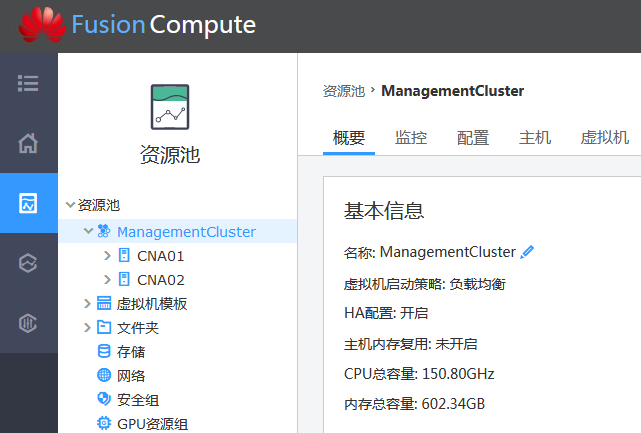 FusionCompute
资源池
资源池
ManagementCluster
CNA01
CNA02
虚拟机模板
文件夹
存储
网络
安全组
GPU资源组
资源池 › ManagementCluster
概要 监控 配置 主机 虚拟机
基本信息
名称: ManagementCluster
虚拟机启动策略: 负载均衡
HA配置: 开启
主机内存复用: 未开启
CPU总容量: 150.80GHz
内存总容量: 602.34GB